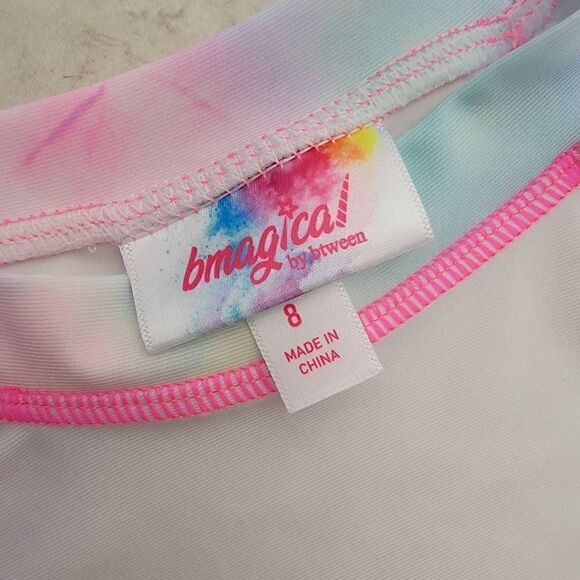 bmagical
by btween
8
MADE IN
CHINA